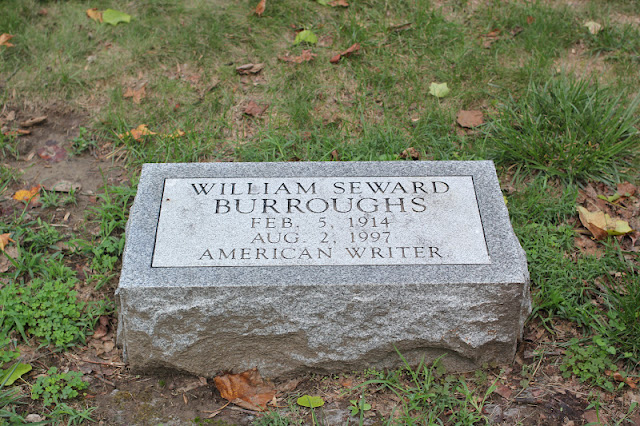 WILLIAM SEWARD
BURROUGHS
FEB. 5, 1914
AUG. 2, 1997
AMERICAN WRITER